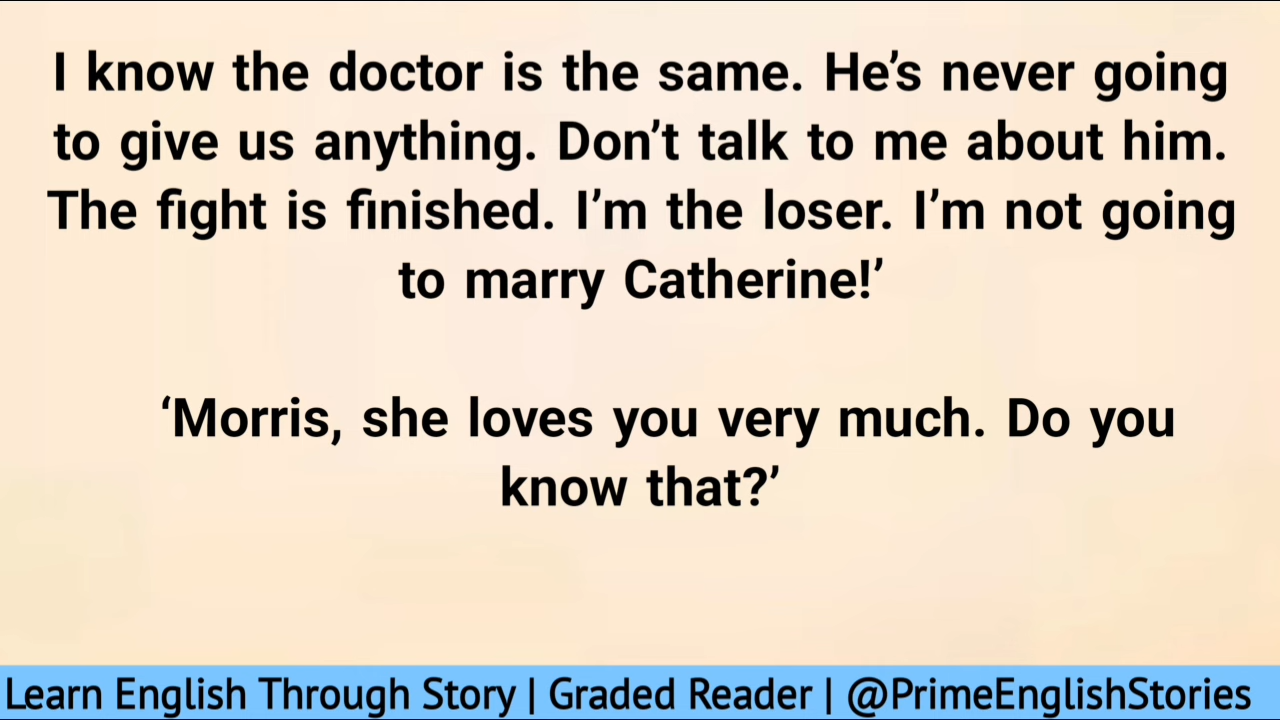 I know the doctor is the same. He’s never going
to give us anything. Don’t talk to me about him.
The fight is finished. I’m the loser. I’m not going
to marry Catherine!’
‘Morris, she loves you very much. Do you
know that?’
Learn English Through Story | Graded Reader | @PrimeEnglishStories